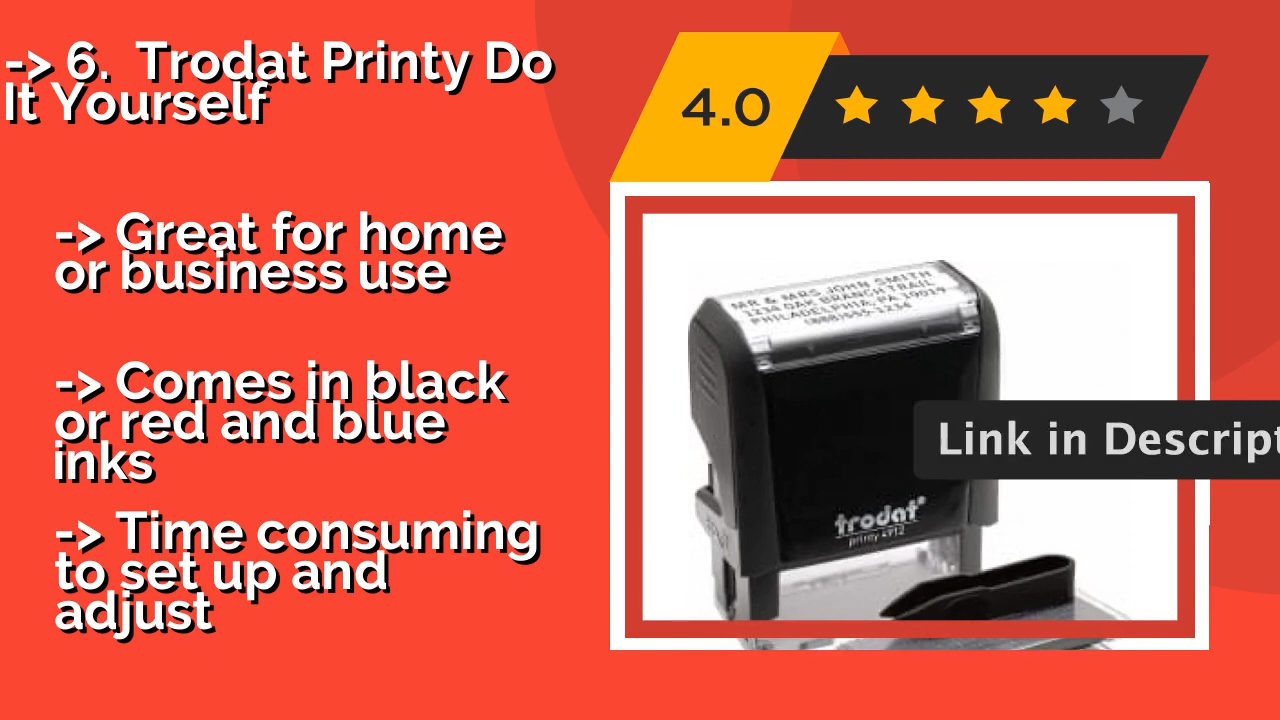 -> 6. Trodat Printy Do
It Yourself
4.0
-> Great for home
or business use
MR & MRS JOHN SMITH
1234 OAK BRANCH TRAIL
PHILADELPHIA, PA 19019
-> Comes in black
or red and blue
inks
Link in Descript
-> Time consuming
to set up and
adjust
trodat
printy 4912